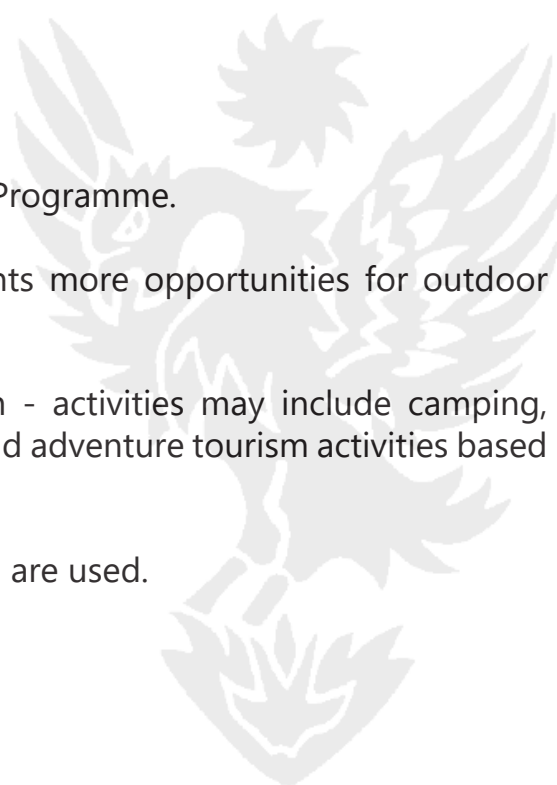 Programme.
nts more opportunities for outdoor
n - activities may include camping,
d adventure tourism activities based
are used.